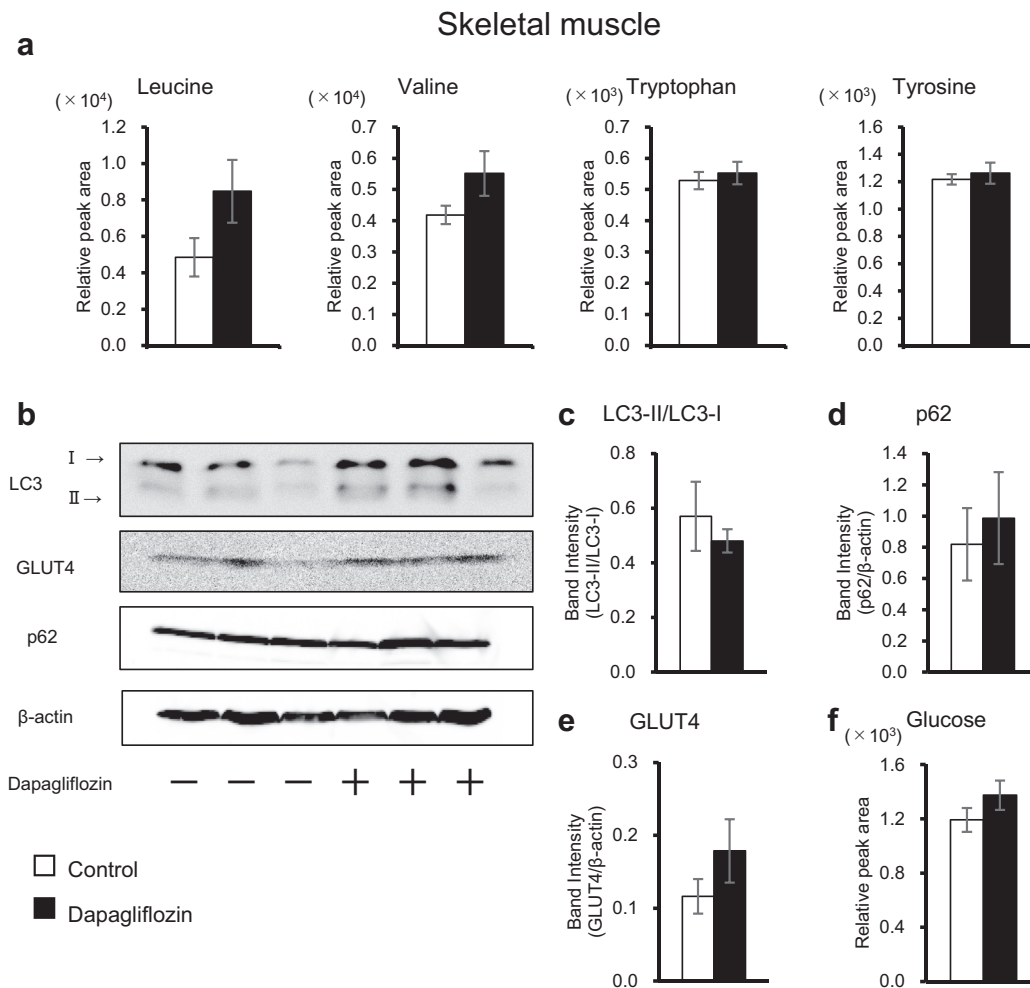 Skeletal muscle
a
(×10⁴)
Leucine
Relative peak area
1.2
1.0
0.8
0.6
0.4
0.2
0.0
(×10⁴)
Valine
Relative peak area
0.7
0.6
0.5
0.4
0.3
0.2
0.1
0.0
(×10³)
Tryptophan
Relative peak area
0.7
0.6
0.5
0.4
0.3
0.2
0.1
0.0
(×10³)
Tyrosine
Relative peak area
1.6
1.4
1.2
1.0
0.8
0.6
0.4
0.2
0.0
b
LC3
I →
II →
GLUT4
p62
β-actin
Dapagliflozin
— — — + + +
Control
Dapagliflozin
c
LC3-II/LC3-I
Band Intensity
(LC3-II/LC3-I)
0.8
0.6
0.4
0.2
0.0
d
p62
Band Intensity
(p62/β-actin)
1.4
1.2
1.0
0.8
0.6
0.4
0.2
0.0
e
GLUT4
Band Intensity
(GLUT4/β-actin)
0.3
0.2
0.1
0.0
f
Glucose
(×10³)
Relative peak area
1.6
1.2
0.8
0.4
0.0